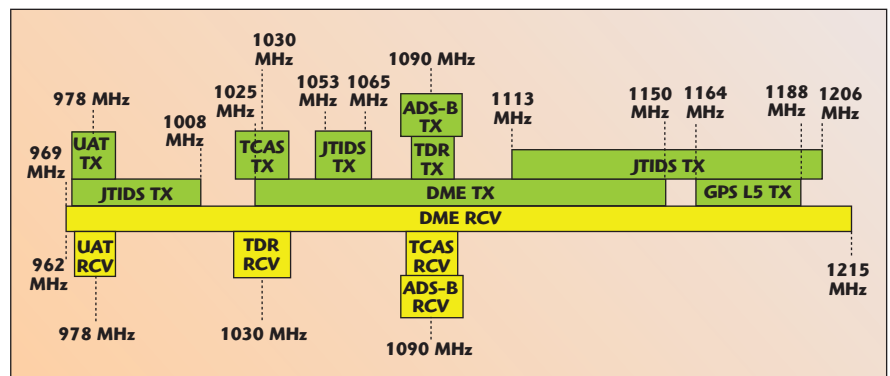 1030
MHz
1090 MHz
1053
MHz
1065
MHz
1025
MHz
978 MHz
1008
MHz
1113
MHz
1150
MHz
1164
MHz
1188
MHz
1206
MHz
969
MHz
UAT
TX
TCAS
TX
JTIDS
TX
ADS-B
TX
TDR
TX
JTIDS TX
JTIDS TX
DME TX
GPS L5 TX
DME RCV
962
MHz
UAT
RCV
TDR
RCV
TCAS
RCV
ADS-B
RCV
1215
MHz
978 MHz
1030 MHz
1090 MHz